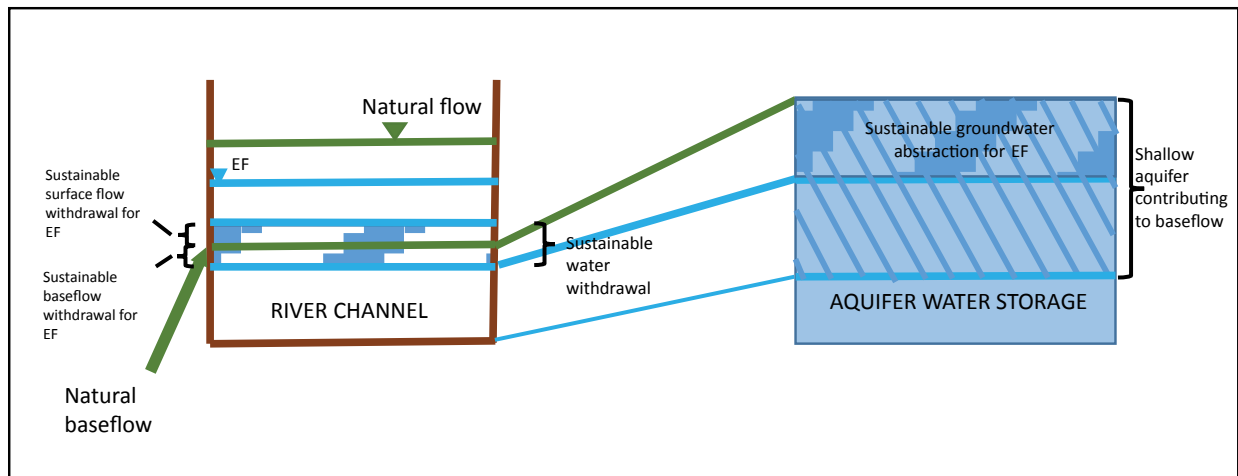 Natural flow
EF
Sustainable
surface flow
withdrawal for
EF
Sustainable
baseflow
withdrawal for
EF
Natural
baseflow
RIVER CHANNEL
Sustainable
water
withdrawal
Sustainable groundwater
abstraction for EF
AQUIFER WATER STORAGE
Shallow
aquifer
contributing
to baseflow